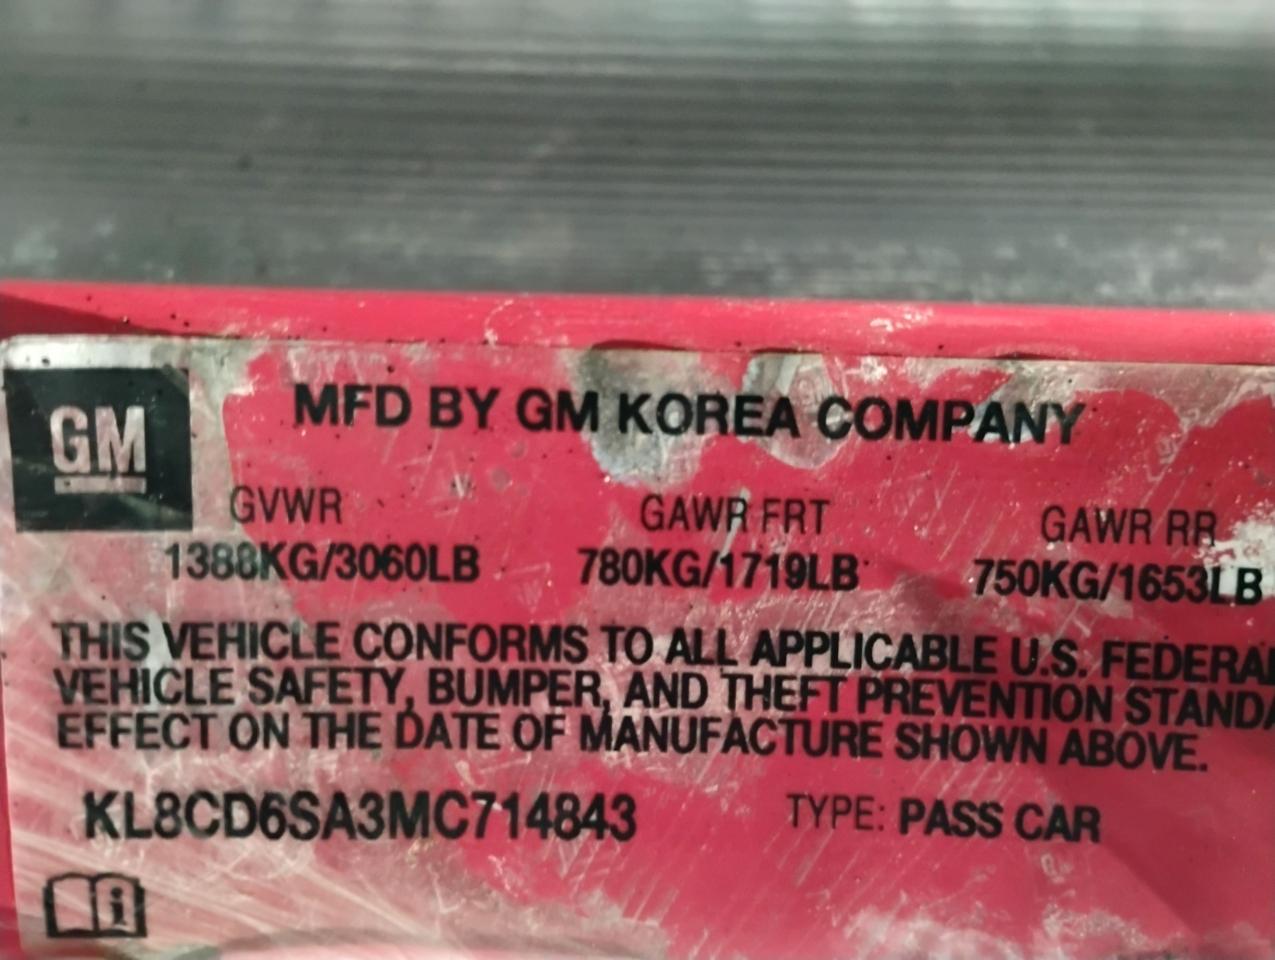 GM
MFD BY GM KOREA COMPANY
GVWR GAWR FRT GAWR RR
1388KG/3060LB 780KG/1719LB 750KG/1653LB
THIS VEHICLE CONFORMS TO ALL APPLICABLE U.S. FEDERAL
VEHICLE SAFETY, BUMPER, AND THEFT PREVENTION STANDA
EFFECT ON THE DATE OF MANUFACTURE SHOWN ABOVE.
KL8CD6SA3MC714843 TYPE: PASS CAR
i